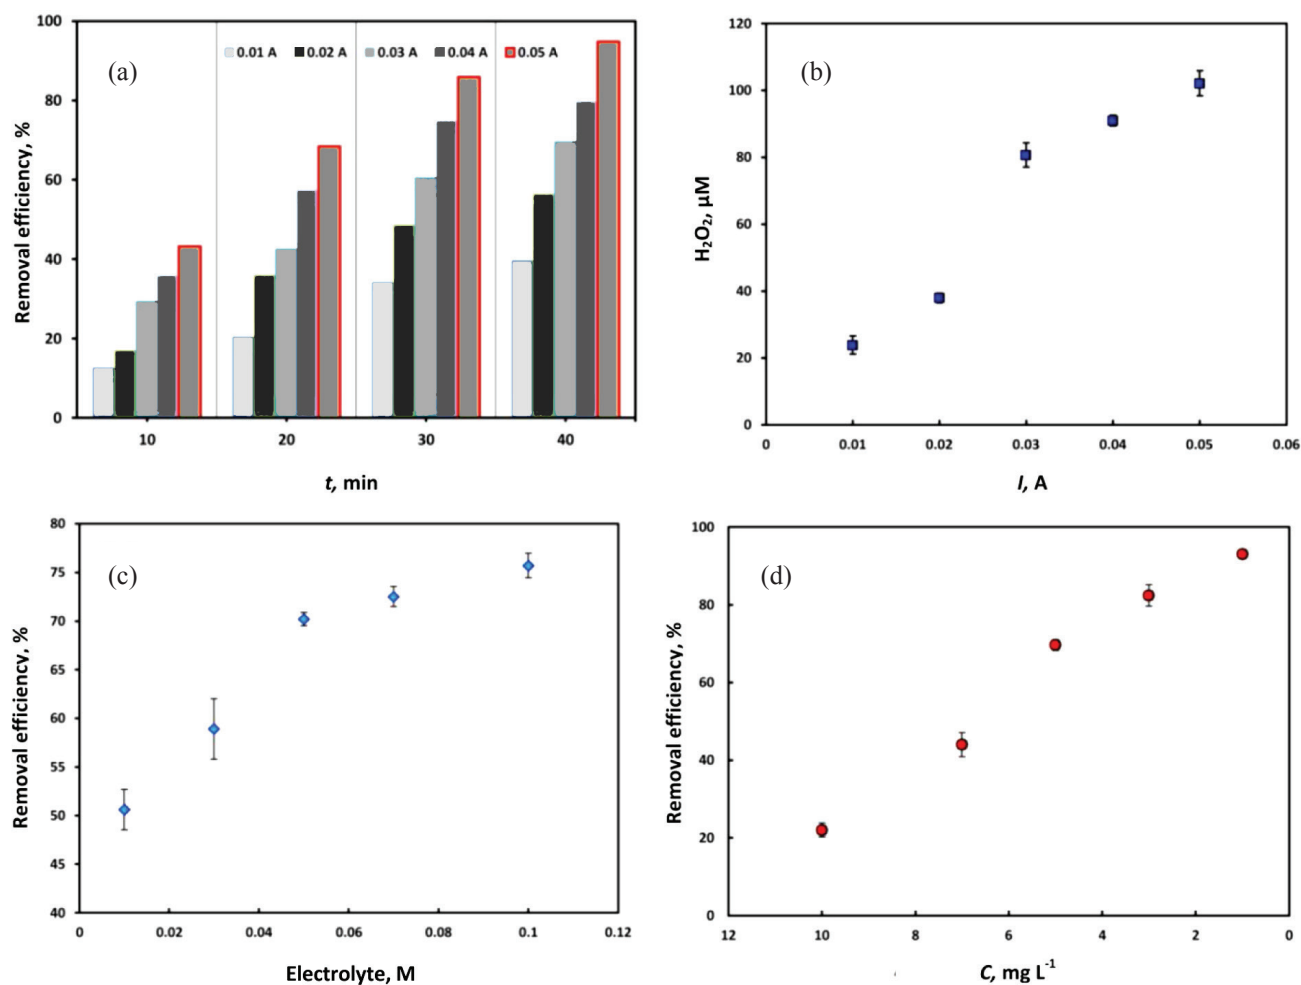 (a)
0.01 A 0.02 A 0.03 A 0.04 A 0.05 A
Removal efficiency, %
100
80
60
40
20
0
10 20 30 40
t, min
(b)
H₂O₂, µM
120
100
80
60
40
20
0
0 0.01 0.02 0.03 0.04 0.05 0.06
I, A
(c)
Removal efficiency, %
80
75
70
65
60
55
50
45
40
0 0.02 0.04 0.06 0.08 0.1 0.12
Electrolyte, M
(d)
Removal efficiency, %
100
80
60
40
20
0
12 10 8 6 4 2 0
C, mg L⁻¹